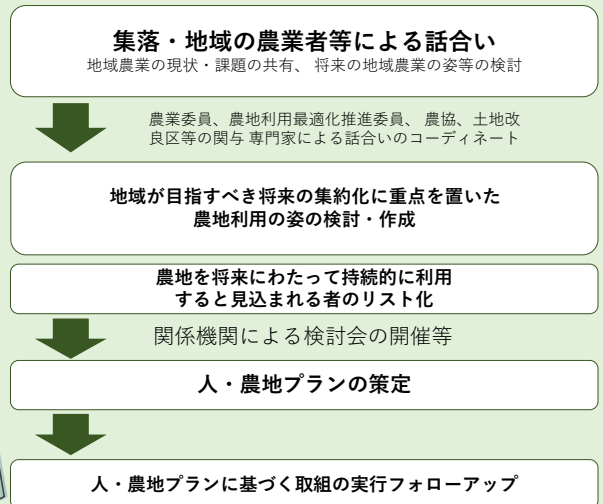 集落・地域の農業者等による話合い
地域農業の現状・課題の共有、 将来の地域農業の姿等の検討
農業委員、農地利用最適化推進委員、 農協、土地改
良区等の関与 専門家による話合いのコーディネート
地域が目指すべき将来の集約化に重点を置いた
農地利用の姿の検討・作成
農地を将来にわたって持続的に利用
すると見込まれる者のリスト化
関係機関による検討会の開催等
人・農地プランの策定
人・農地プランに基づく取組の実行フォローアップ